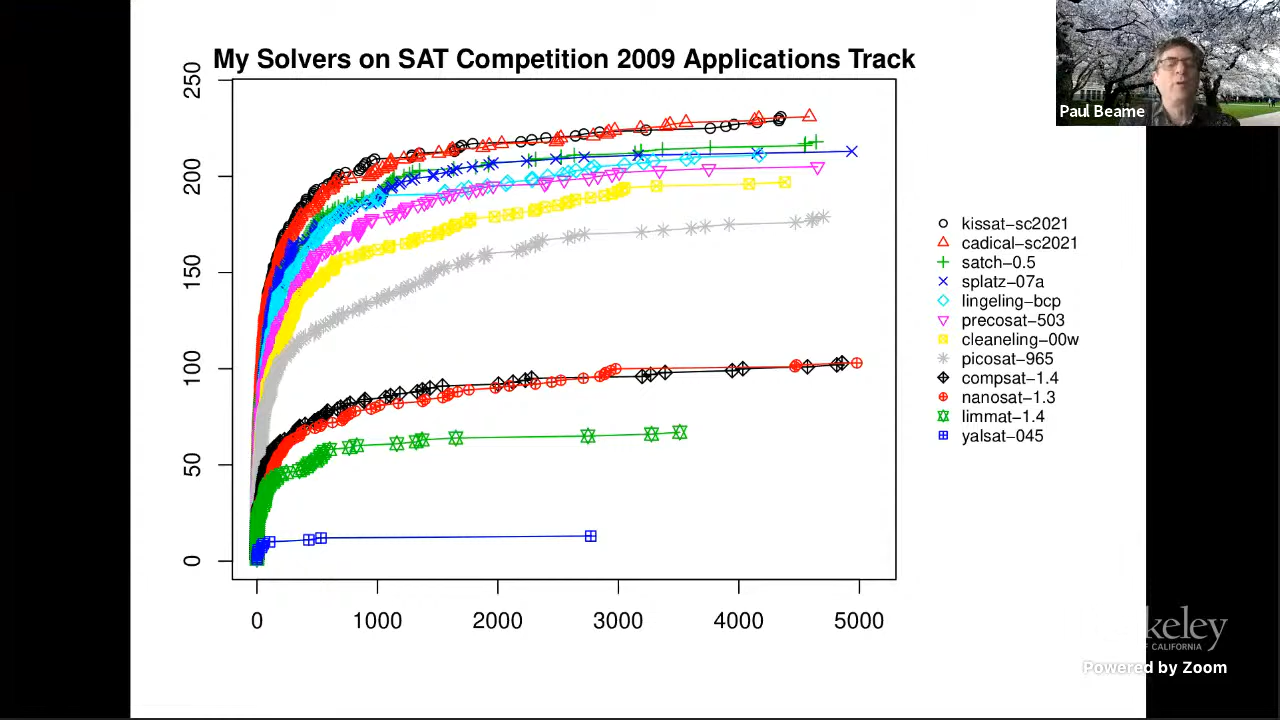 My Solvers on SAT Competition 2009 Applications Track
Paul Beame
250
200
150
100
50
0
0 1000 2000 3000 4000 5000
kissat-sc2021
cadical-sc2021
satch-0.5
splatz-07a
lingeling-bcp
precosat-503
cleaneling-00w
picosat-965
compsat-1.4
nanosat-1.3
limmat-1.4
yalsat-045
keley
F CALIFORNIA
Powered by Zoom